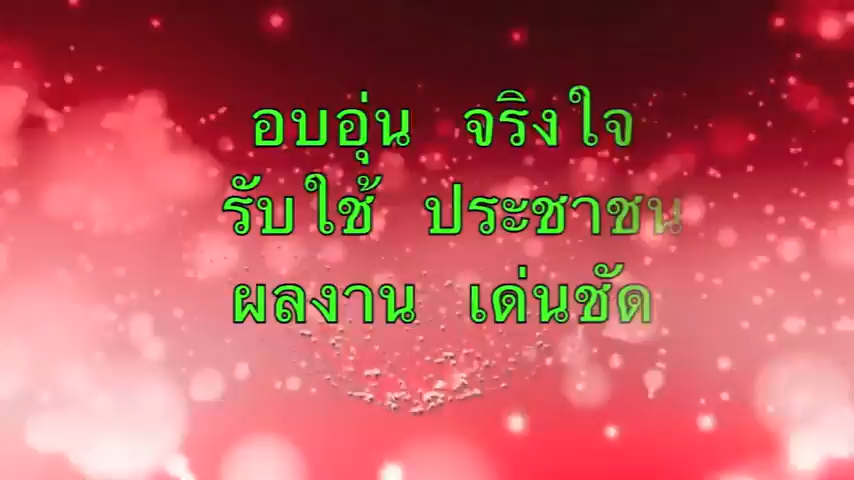 อบอุ่น จริงใจ
รับใช้ ประชาชน
ผลงาน เด่นชัด